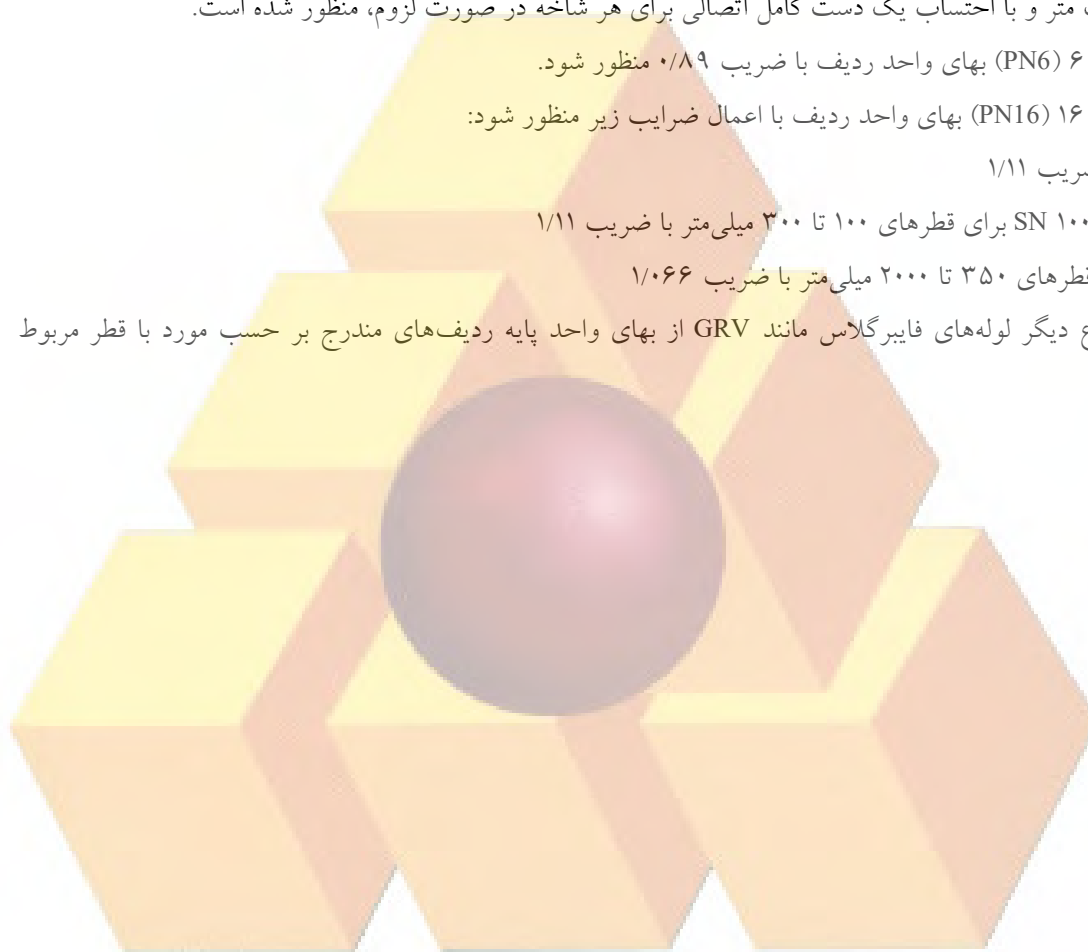 متر و با احتساب یک دست کامل اتصالی برای هر شاخه در صورت لزوم، منظور شده است.
۶ (PN6) بهای واحد ردیف با ضریب ۰/۸۹ منظور شود.
۱۶ (PN16) بهای واحد ردیف با اعمال ضرایب زیر منظور شود:
ضریب ۱/۱۱
SN ۱۰۰ برای قطرهای ۱۰۰ تا ۳۰۰ میلی‌متر با ضریب ۱/۱۱
قطرهای ۳۵۰ تا ۲۰۰۰ میلی‌متر با ضریب ۱/۰۶۶
دیگر لوله‌های فایبرگلاس مانند GRV از بهای واحد پایه ردیف‌های مندرج بر حسب مورد با قطر مربوط